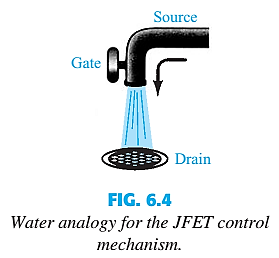 Source
Gate
Drain
FIG. 6.4
Water analogy for the JFET control
mechanism.